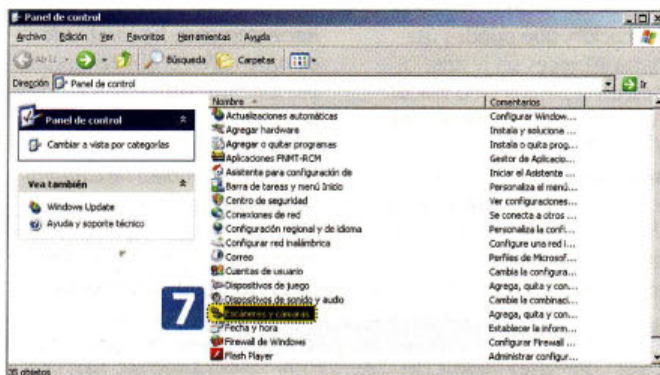 Panel de control
Archivo Edición Ver Favoritos Herramientas Ayuda
Atrás Búsqueda Carpetas
Dirección Panel de control Ir
Panel de control
Cambiar a vista por categorías
Vea también
Windows Update
Ayuda y soporte técnico
Nombre Comentarios
Actualizaciones automáticas Configurar Window...
Agregar hardware Instala y soluciona ...
Agregar o quitar programas Instala o quita prog...
Aplicaciones FNMT-RCM Gestor de Aplicacio...
Asistente para configuración de Iniciar el Asistente ...
Barra de tareas y menú Inicio Personaliza el menú...
Centro de seguridad Ver configuraciones...
Conexiones de red Se conecta a otros ...
Configuración regional y de idioma Personaliza la confi...
Configurar red inalámbrica Configure una red i...
Correo Perfiles de Microsof...
Cuentas de usuario Cambia la configura...
Dispositivos de juego Agrega, quita y con...
Dispositivos de sonido y audio Cambie la combinaci...
7 Escáneres y cámaras Agrega, quita y con...
Fecha y hora Establecer la inform...
Firewall de Windows Configurar Firewall ...
Flash Player Administrar configur...
35 objetos